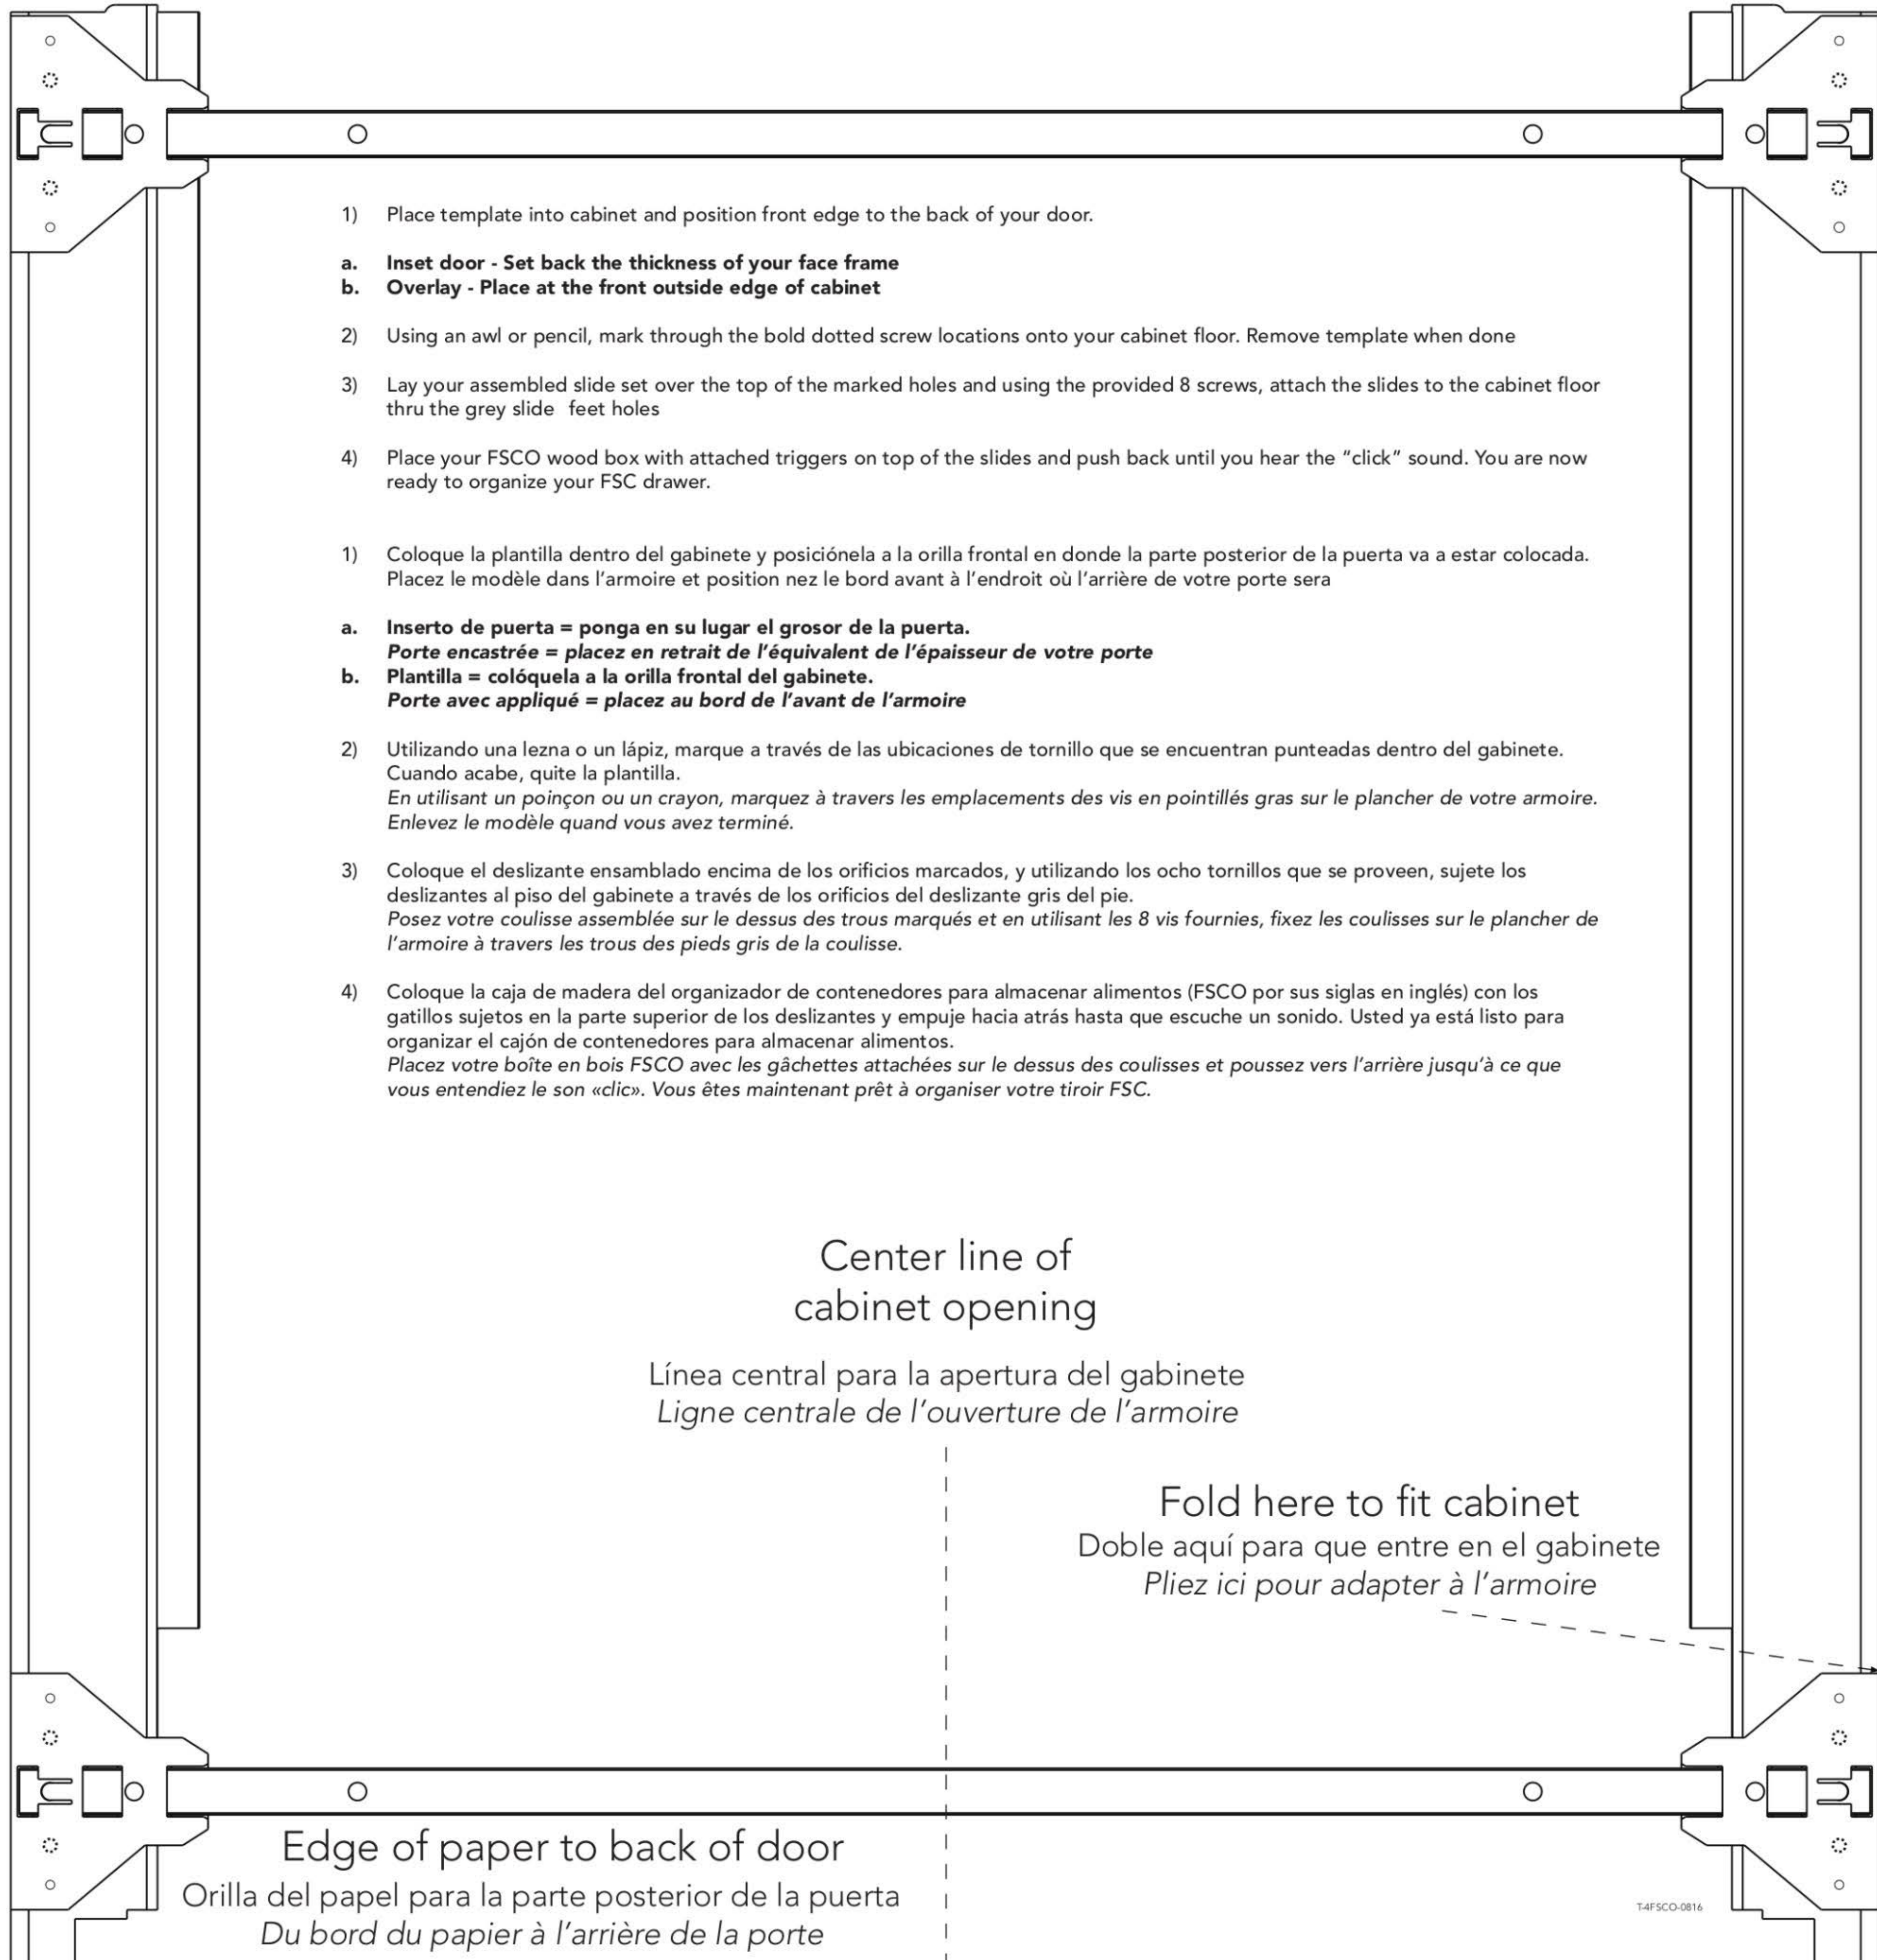 1) Place template into cabinet and position front edge to the back of your door.
a. Inset door - Set back the thickness of your face frame
b. Overlay - Place at the front outside edge of cabinet
2) Using an awl or pencil, mark through the bold dotted screw locations onto your cabinet floor. Remove template when done
3) Lay your assembled slide set over the top of the marked holes and using the provided 8 screws, attach the slides to the cabinet floor
thru the grey slide feet holes
4) Place your FSCO wood box with attached triggers on top of the slides and push back until you hear the “click” sound. You are now
ready to organize your FSC drawer.
1) Coloque la plantilla dentro del gabinete y posiciónela a la orilla frontal en donde la parte posterior de la puerta va a estar colocada.
Placez le modèle dans l’armoire et position nez le bord avant à l’endroit où l’arrière de votre porte sera
a. Inserto de puerta = ponga en su lugar el grosor de la puerta.
Porte encastrée = placez en retrait de l’équivalent de l’épaisseur de votre porte
b. Plantilla = colóquela a la orilla frontal del gabinete.
Porte avec appliqué = placez au bord de l’avant de l’armoire
2) Utilizando una lezna o un lápiz, marque a través de las ubicaciones de tornillo que se encuentran punteadas dentro del gabinete.
Cuando acabe, quite la plantilla.
En utilisant un poinçon ou un crayon, marquez à travers les emplacements des vis en pointillés gras sur le plancher de votre armoire.
Enlevez le modèle quand vous avez terminé.
3) Coloque el deslizante ensamblado encima de los orificios marcados, y utilizando los ocho tornillos que se proveen, sujete los
deslizantes al piso del gabinete a través de los orificios del deslizante gris del pie.
Posez votre coulisse assemblée sur le dessus des trous marqués et en utilisant les 8 vis fournies, fixez les coulisses sur le plancher de
l’armoire à travers les trous des pieds gris de la coulisse.
4) Coloque la caja de madera del organizador de contenedores para almacenar alimentos (FSCO por sus siglas en inglés) con los
gatillos sujetos en la parte superior de los deslizantes y empuje hacia atrás hasta que escuche un sonido. Usted ya está listo para
organizar el cajón de contenedores para almacenar alimentos.
Placez votre boîte en bois FSCO avec les gâchettes attachées sur le dessus des coulisses et poussez vers l’arrière jusqu’à ce que
vous entendiez le son «clic». Vous êtes maintenant prêt à organiser votre tiroir FSC.
Center line of
cabinet opening
Línea central para la apertura del gabinete
Ligne centrale de l’ouverture de l’armoire
Fold here to fit cabinet
Doble aquí para que entre en el gabinete
Pliez ici pour adapter à l’armoire
Edge of paper to back of door
Orilla del papel para la parte posterior de la puerta
Du bord du papier à l’arrière de la porte
T-4FSCO-0816